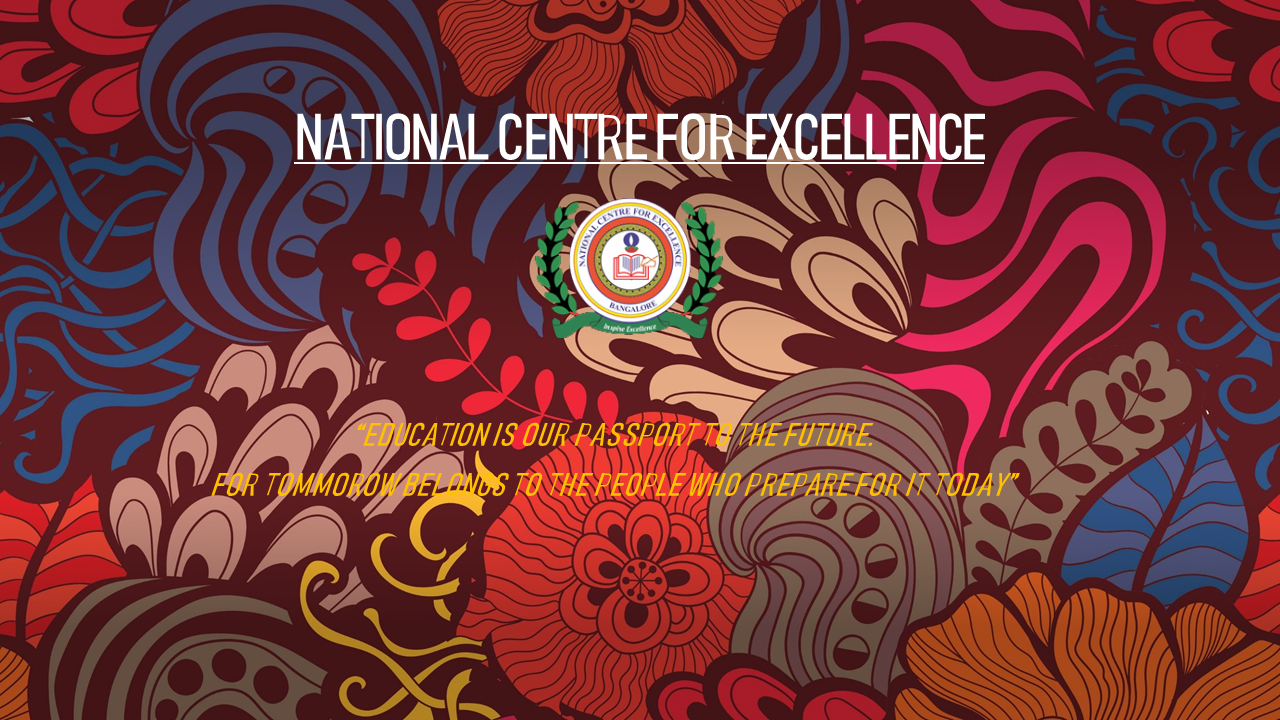 NATIONAL CENTRE FOR EXCELLENCE
NATIONAL CENTRE FOR EXCELLENCE
BANGALORE
Inspire Excellence
“EDUCATION IS OUR PASSPORT TO THE FUTURE.
FOR TOMMOROW BELONGS TO THE PEOPLE WHO PREPARE FOR IT TODAY”